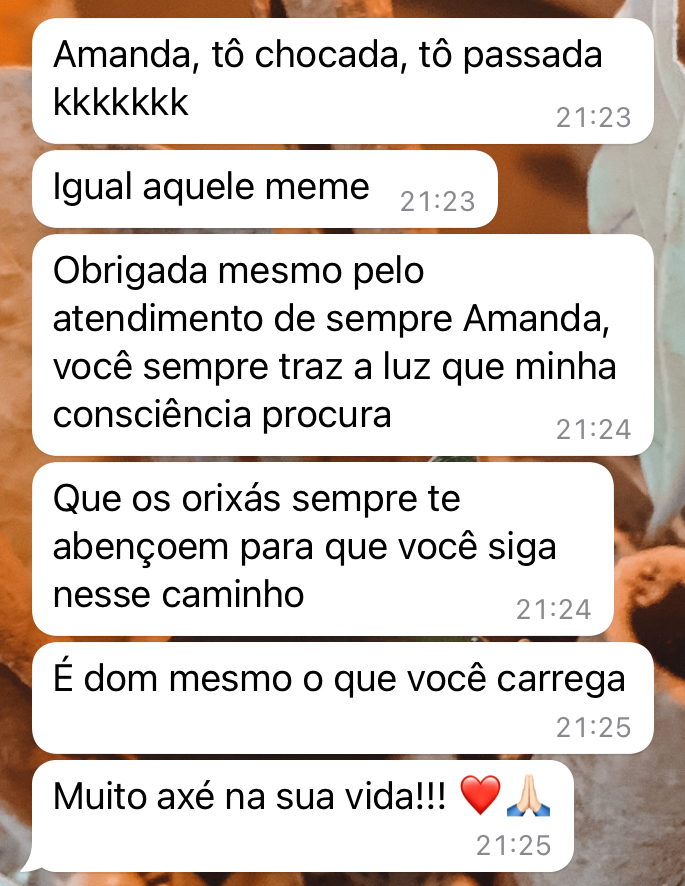 Amanda, tô chocada, tô passada
kkkkkkk
21:23
Igual aquele meme 21:23
Obrigada mesmo pelo
atendimento de sempre Amanda,
você sempre traz a luz que minha
consciência procura
21:24
Que os orixás sempre te
abençoem para que você siga
nesse caminho
21:24
É dom mesmo o que você carrega
21:25
Muito axé na sua vida!!! ❤️🙏🏻
21:25